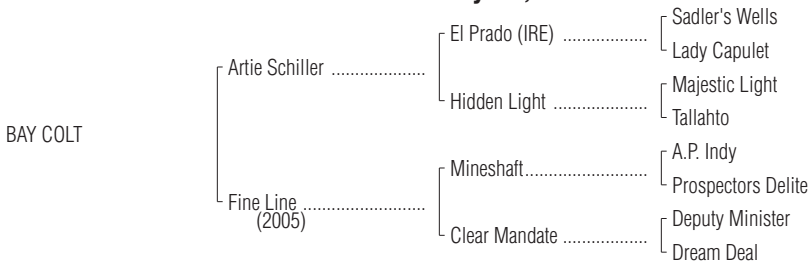 Sadler's Wells
El Prado (IRE) ..................
Lady Capulet
Artie Schiller ....................
Majestic Light
Hidden Light ....................
Tallahto
BAY COLT
A.P. Indy
Mineshaft..........................
Prospectors Delite
Fine Line ..........................
(2005)
Deputy Minister
Clear Mandate ..................
Dream Deal